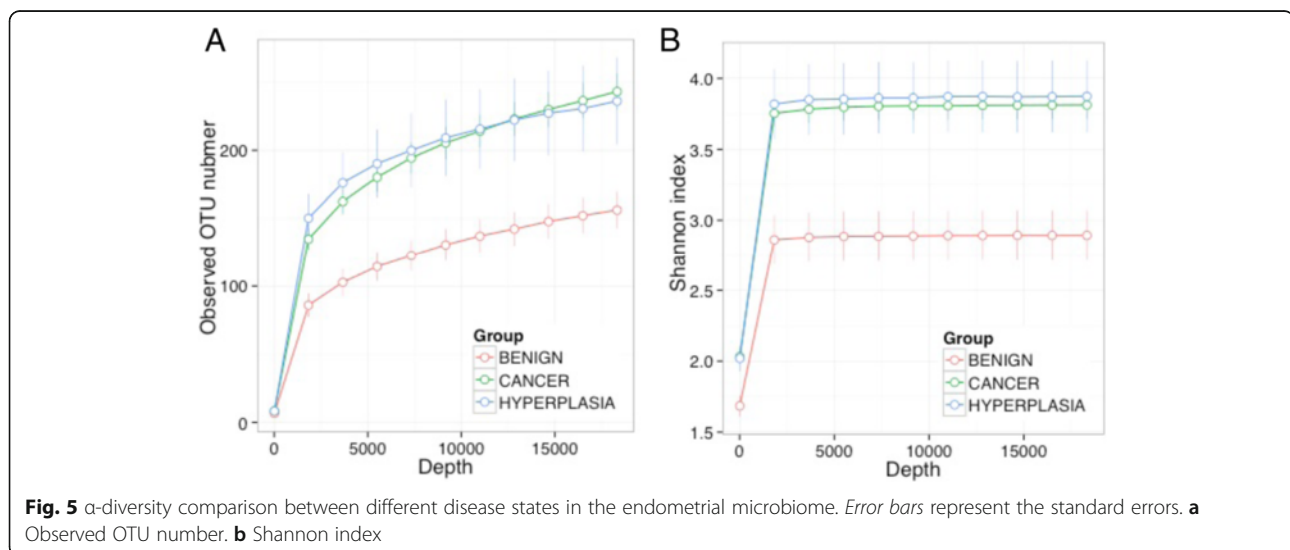 A
Observed OTU nubmer
200
100
0
0 5000 10000 15000
Depth
Group
BENIGN
CANCER
HYPERPLASIA
B
Shannon index
4.0
3.5
3.0
2.5
2.0
1.5
0 5000 10000 15000
Depth
Group
BENIGN
CANCER
HYPERPLASIA
Fig. 5 α-diversity comparison between different disease states in the endometrial microbiome. Error bars represent the standard errors. a
Observed OTU number. b Shannon index